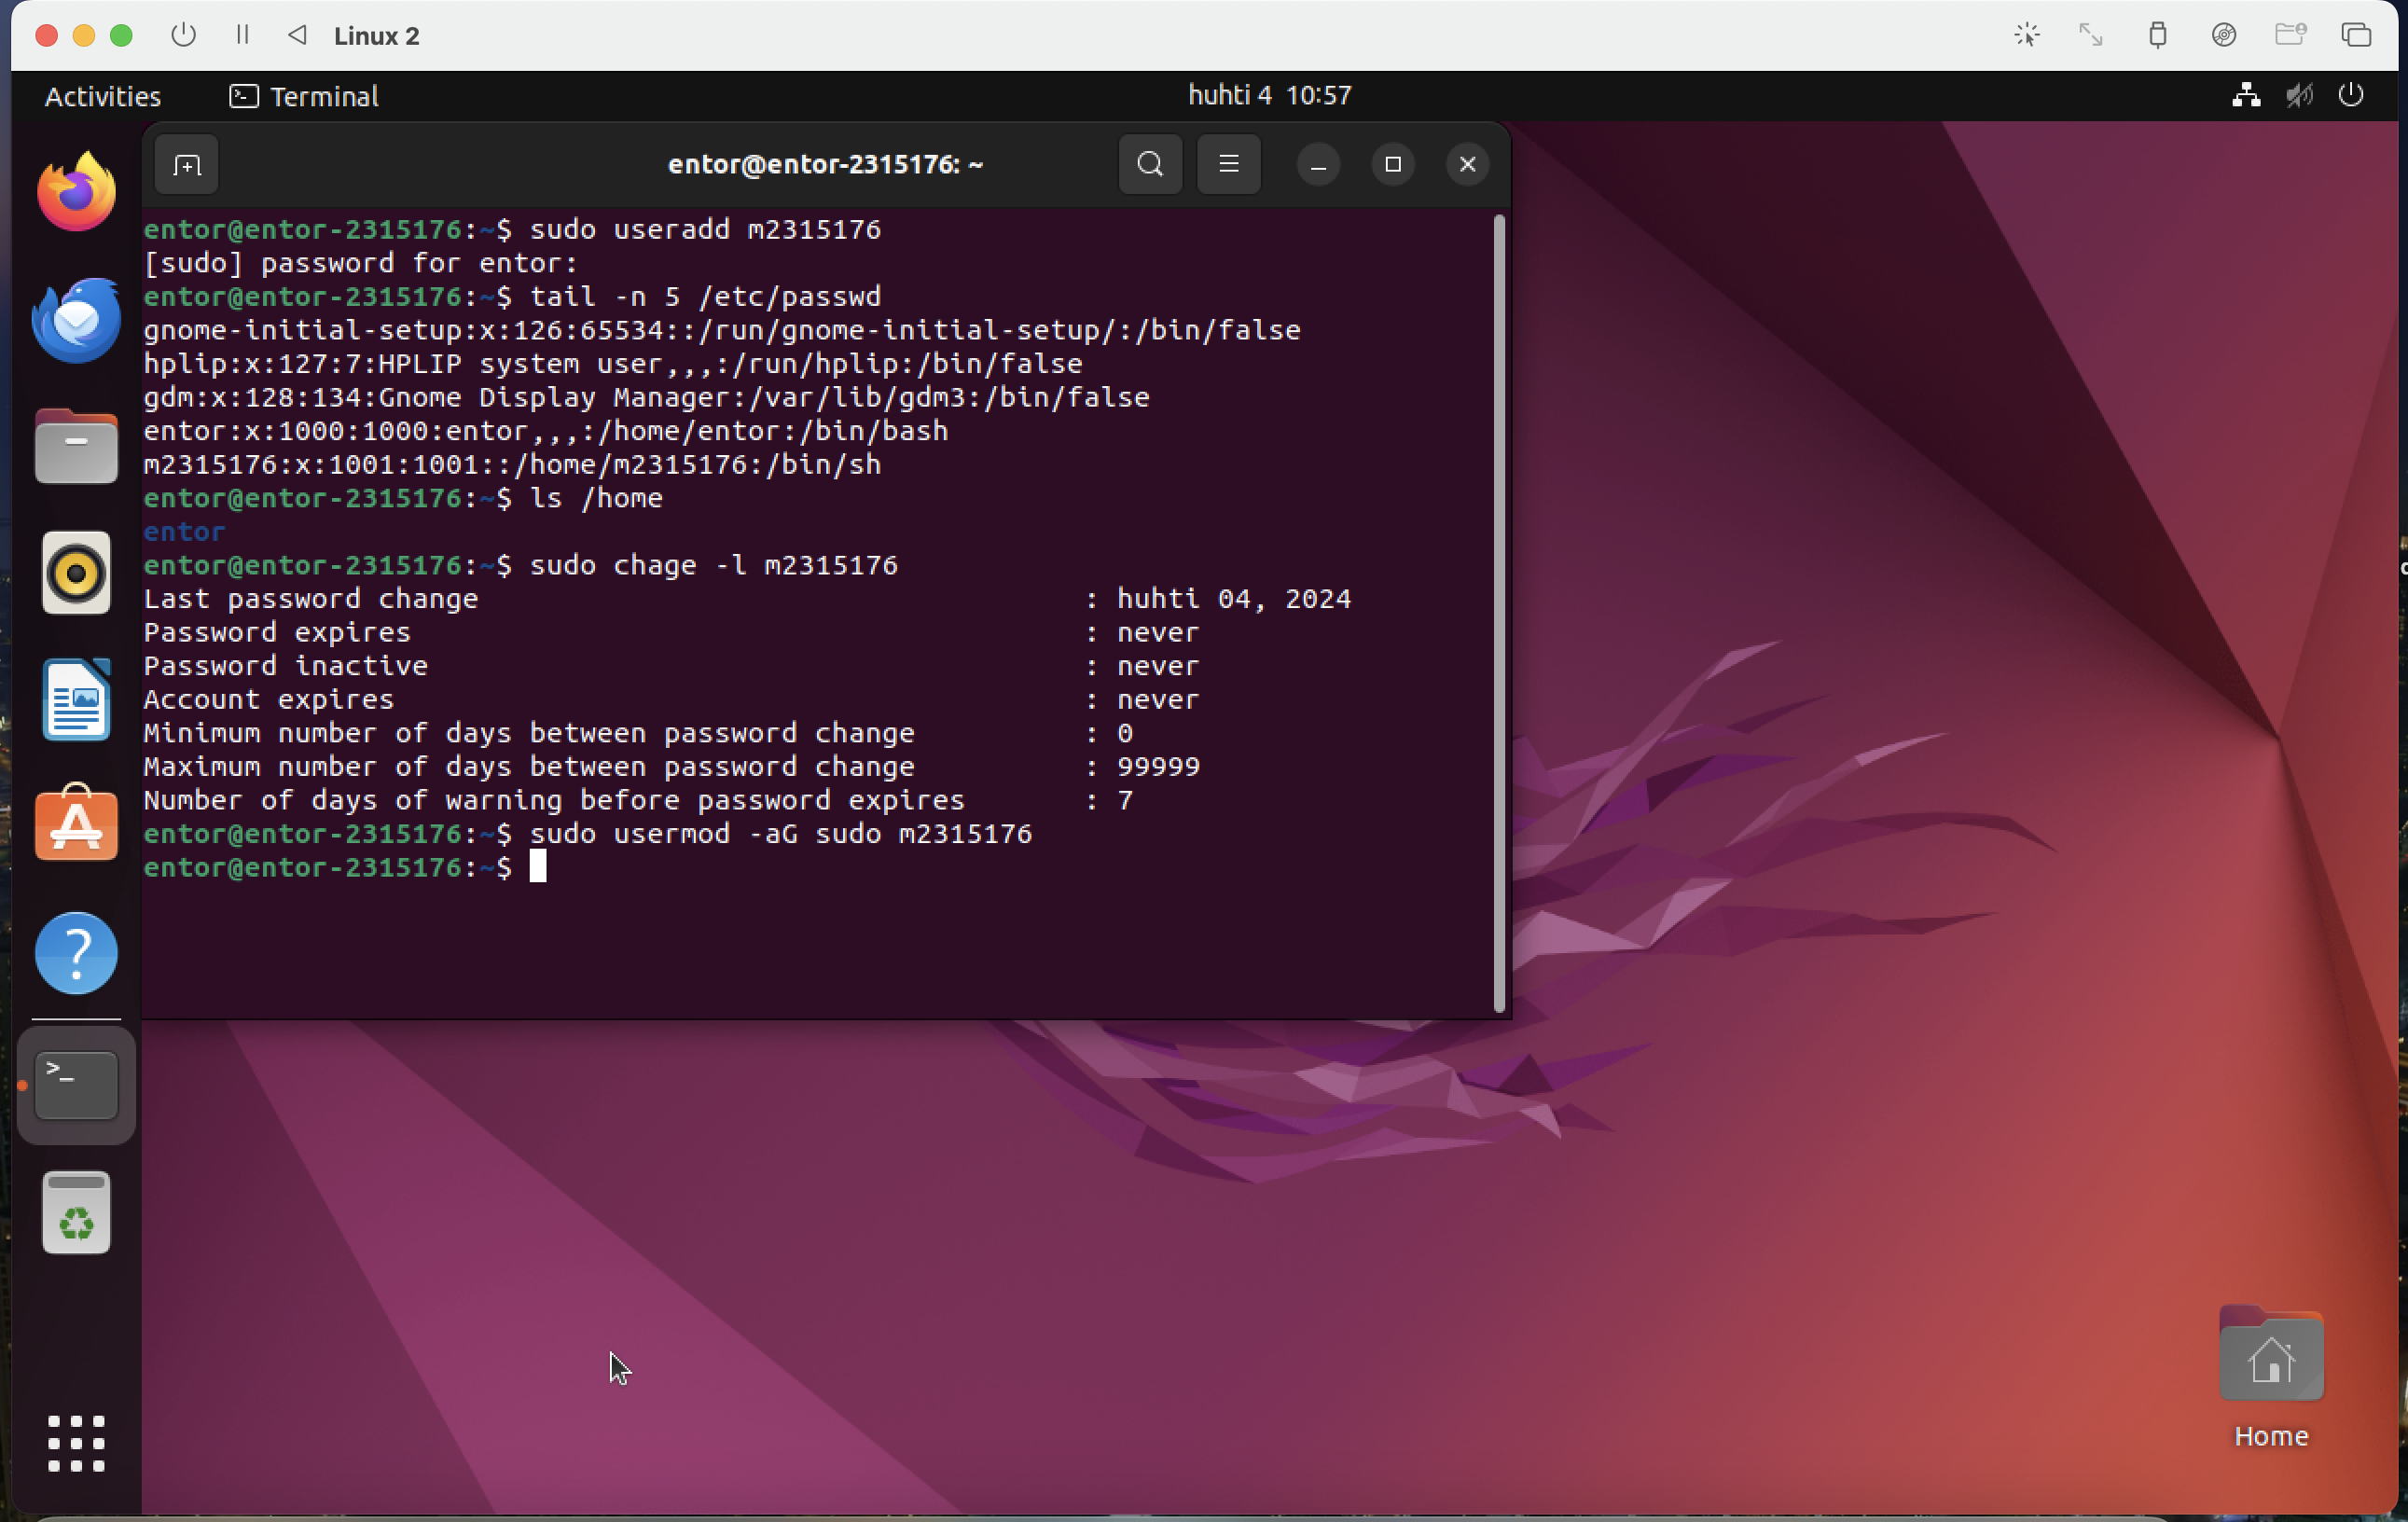 Linux 2
Activities
Terminal
huhti 4 10:57
entor@entor-2315176: ~
entor@entor-2315176:~$ sudo useradd m2315176
[sudo] password for entor:
entor@entor-2315176:~$ tail -n 5 /etc/passwd
gnome-initial-setup:x:126:65534::/run/gnome-initial-setup/:/bin/false
hplip:x:127:7:HPLIP system user,,,:/run/hplip:/bin/false
gdm:x:128:134:Gnome Display Manager:/var/lib/gdm3:/bin/false
entor:x:1000:1000:entor,,,:/home/entor:/bin/bash
m2315176:x:1001:1001::/home/m2315176:/bin/sh
entor@entor-2315176:~$ ls /home
entor
entor@entor-2315176:~$ sudo chage -l m2315176
Last password change : huhti 04, 2024
Password expires : never
Password inactive : never
Account expires : never
Minimum number of days between password change : 0
Maximum number of days between password change : 99999
Number of days of warning before password expires : 7
entor@entor-2315176:~$ sudo usermod -aG sudo m2315176
entor@entor-2315176:~$
Home